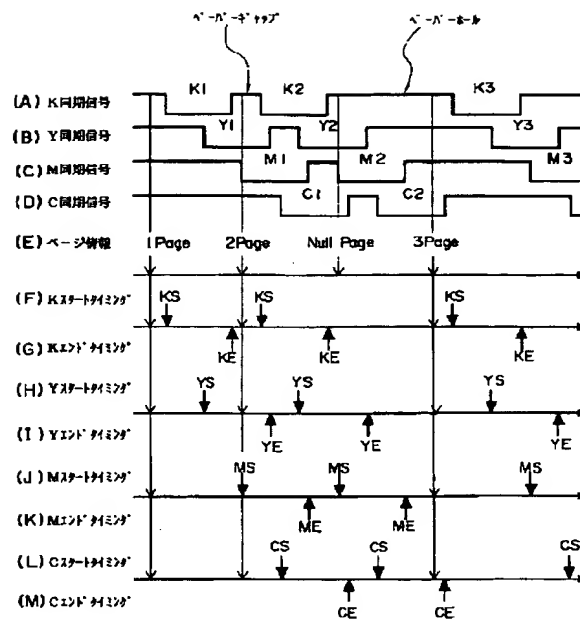 ペーパーギャップ ペーパーホール
K1 K2 K3
(A) K同期信号
Y1 Y2 Y3
(B) Y同期信号
M1 M2 M3
(C) M同期信号
C1 C2
(D) C同期信号
(E) ページ情報 1Page 2Page Null Page 3Page
(F) Kスタートタイミング KS KS KS
(G) Kエンドタイミング KE KE KE
(H) Yスタートタイミング YS YS YS
(I) Yエンドタイミング YE YE YE
(J) Mスタートタイミング MS MS MS
(K) Mエンドタイミング ME ME
(L) Cスタートタイミング CS CS CS
(M) Cエンドタイミング CE CE